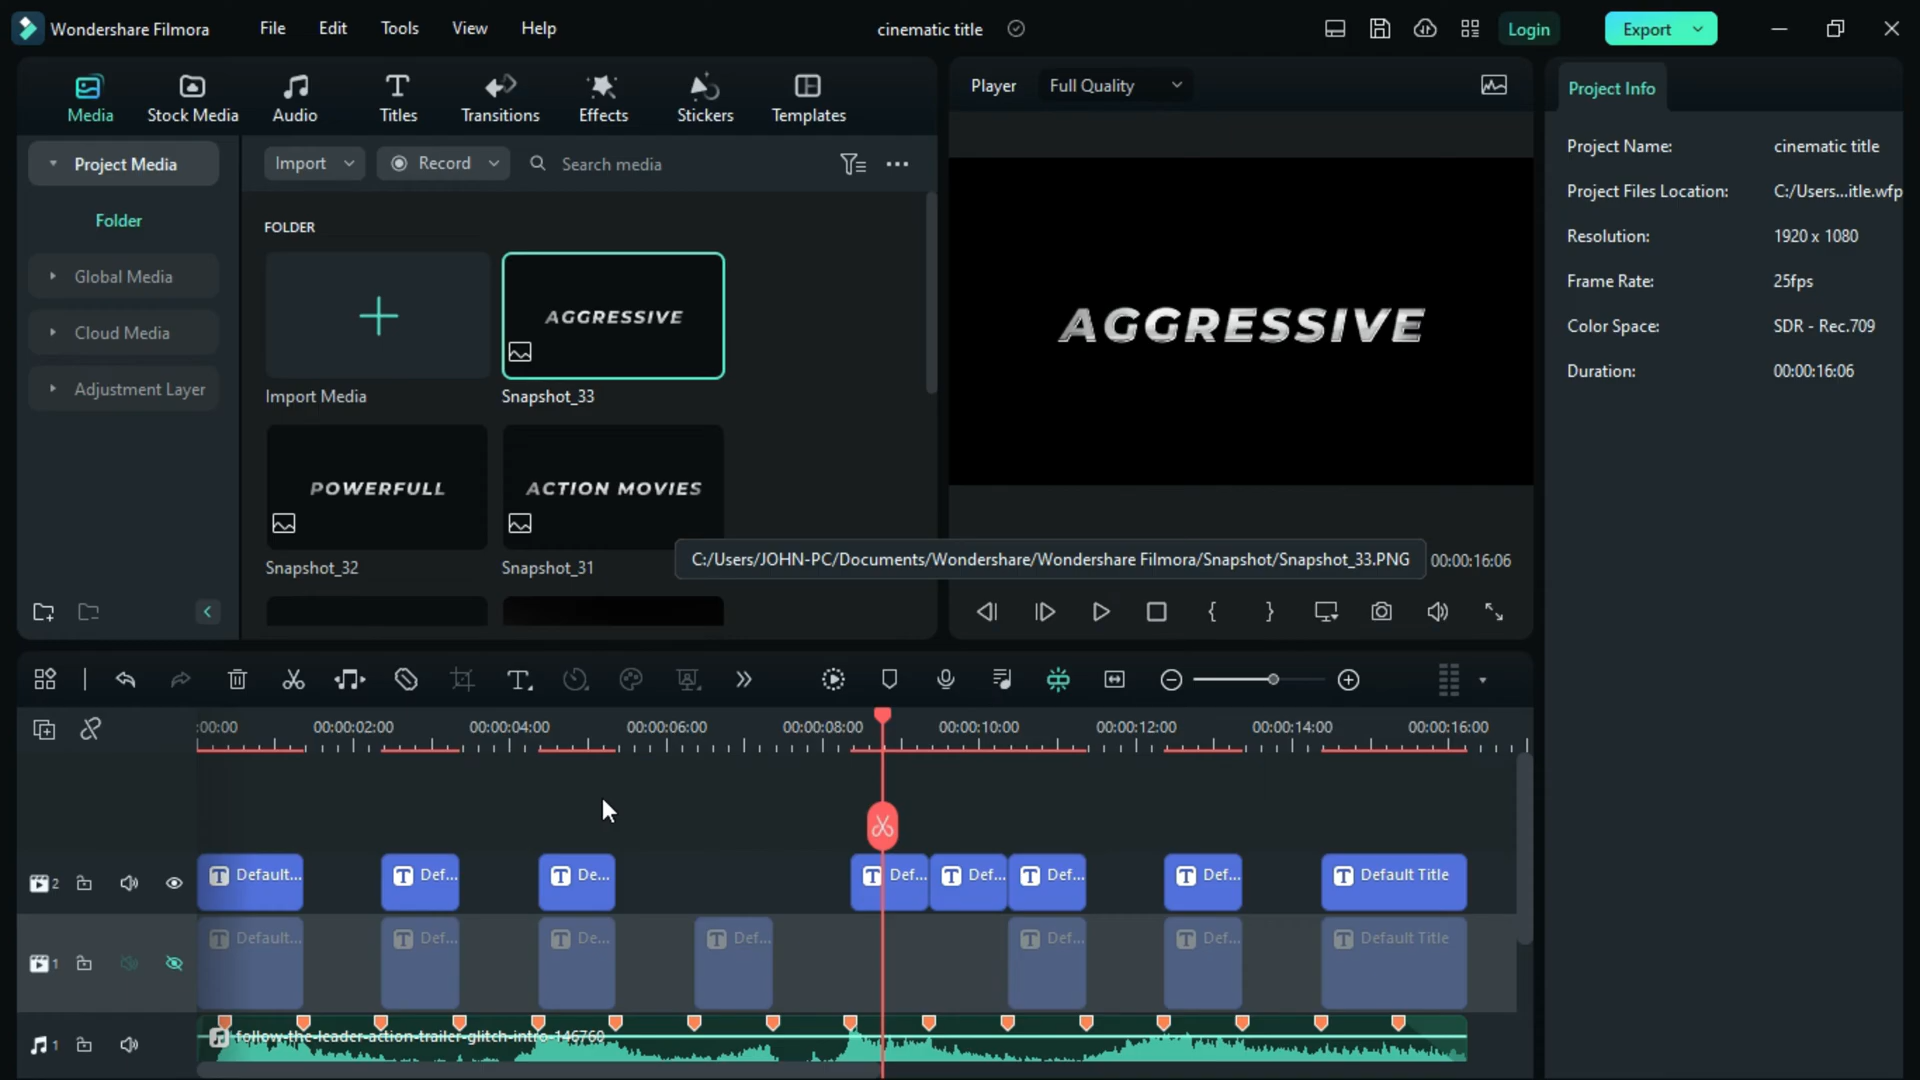 Wondershare Filmora
File
Edit
Tools
View
Help
cinematic title
Login
Export
Media
Stock Media
Audio
Titles
Transitions
Effects
Stickers
Templates
Player
Full Quality
Project Info
Project Media
Import
Record
Search media
Project Name:
cinematic title
Project Files Location:
C:/Users...itle.wfp
Folder
FOLDER
Resolution:
1920 x 1080
Global Media
Frame Rate:
25fps
AGGRESSIVE
AGGRESSIVE
Color Space:
SDR - Rec.709
Cloud Media
Duration:
00:00:16:06
Adjustment Layer
Import Media
Snapshot_33
POWERFULL
ACTION MOVIES
C:/Users/JOHN-PC/Documents/Wondershare/Wondershare Filmora/Snapshot/Snapshot_33.PNG
00:00:16:06
Snapshot_32
Snapshot_31
:00:00
00:00:02:00
00:00:04:00
00:00:06:00
00:00:08:00
00:00:10:00
00:00:12:00
00:00:14:00
00:00:16:00
2
T Default...
T Def...
T De...
T Def...
T Def...
T Def...
T Def...
T Default Title
1
T Default...
T Def...
T De...
T Def...
T Def...
T Def...
T Default Title
1
follow-the-leader-action-trailer-glitch-intro-146760